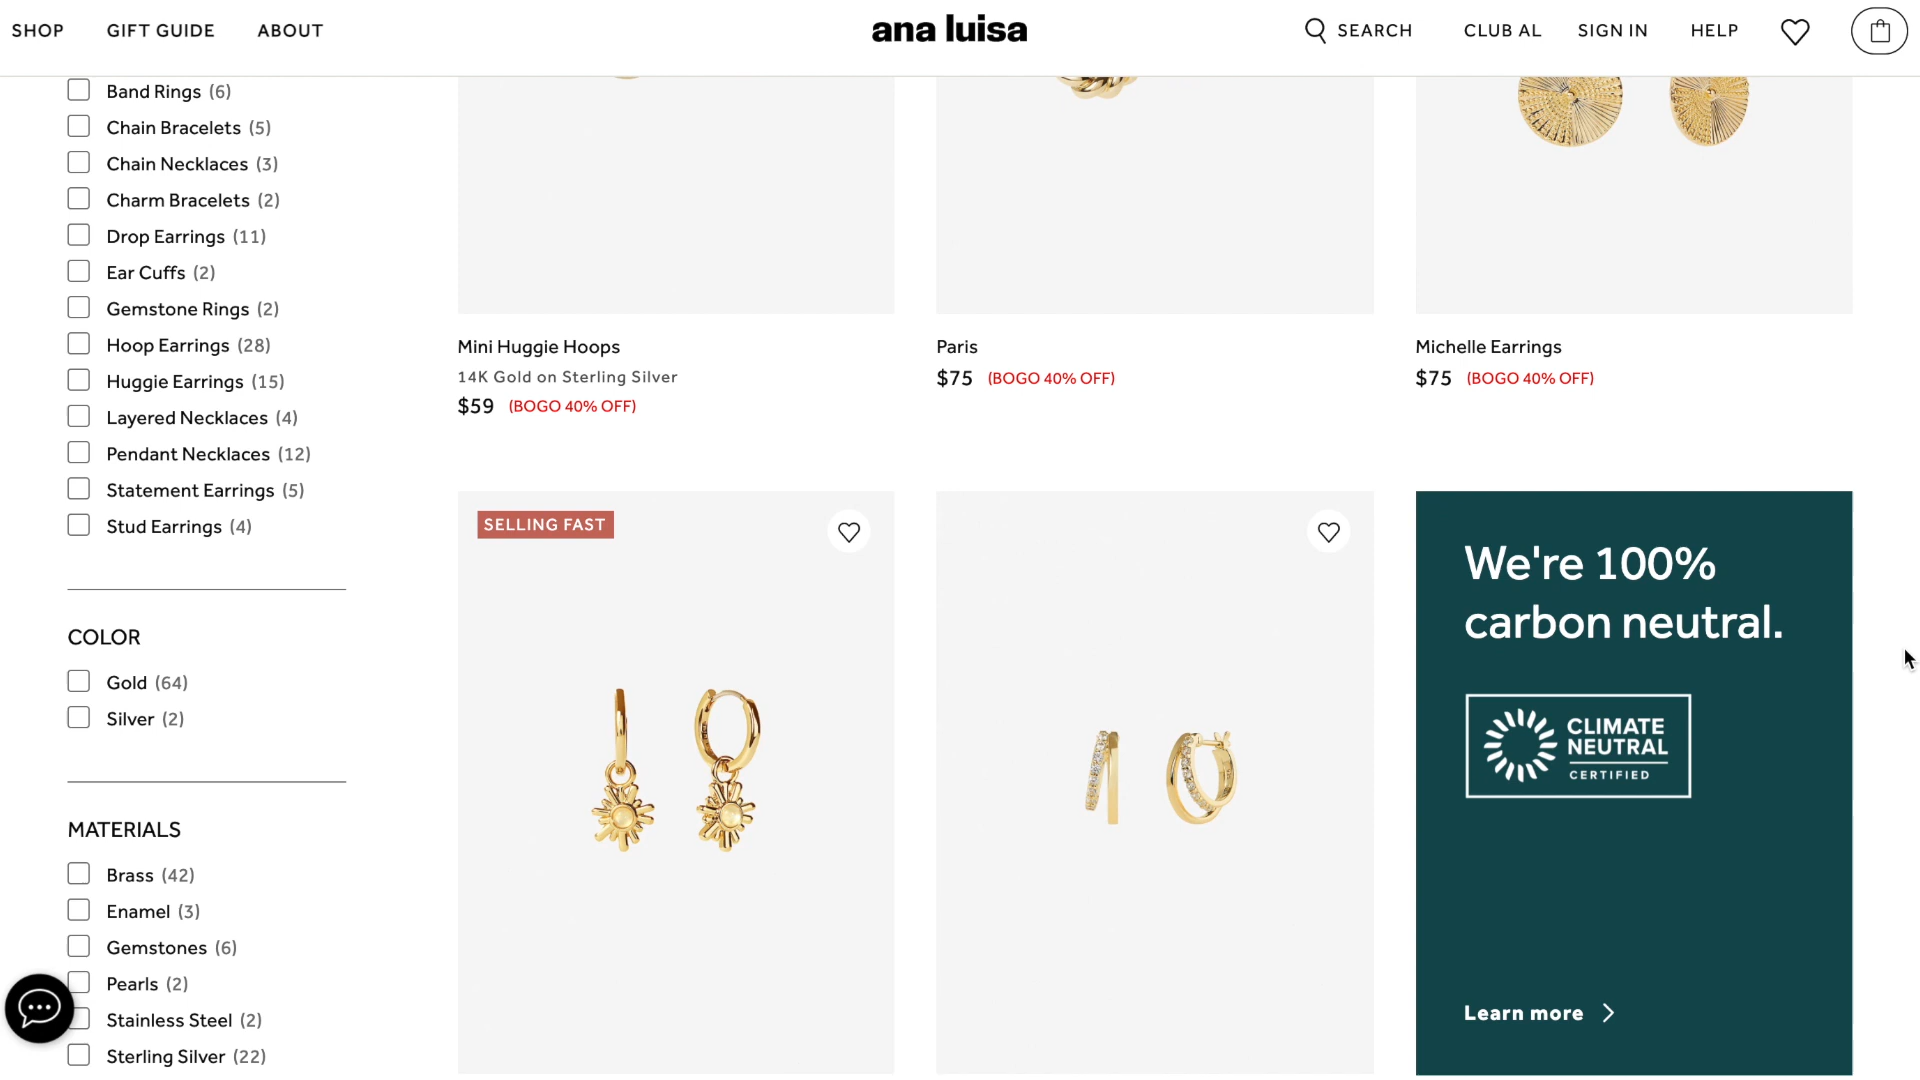 SHOP
GIFT GUIDE
ABOUT
ana luisa
SEARCH
CLUB AL
SIGN IN
HELP
Band Rings (6)
Chain Bracelets (5)
Chain Necklaces (3)
Charm Bracelets (2)
Drop Earrings (11)
Ear Cuffs (2)
Gemstone Rings (2)
Hoop Earrings (28)
Huggie Earrings (15)
Layered Necklaces (4)
Pendant Necklaces (12)
Statement Earrings (5)
Stud Earrings (4)
COLOR
Gold (64)
Silver (2)
MATERIALS
Brass (42)
Enamel (3)
Gemstones (6)
Pearls (2)
Stainless Steel (2)
Sterling Silver (22)
Mini Huggie Hoops
14K Gold on Sterling Silver
$59 (BOGO 40% OFF)
Paris
$75 (BOGO 40% OFF)
Michelle Earrings
$75 (BOGO 40% OFF)
SELLING FAST
We're 100%
carbon neutral.
CLIMATE
NEUTRAL
CERTIFIED
Learn more